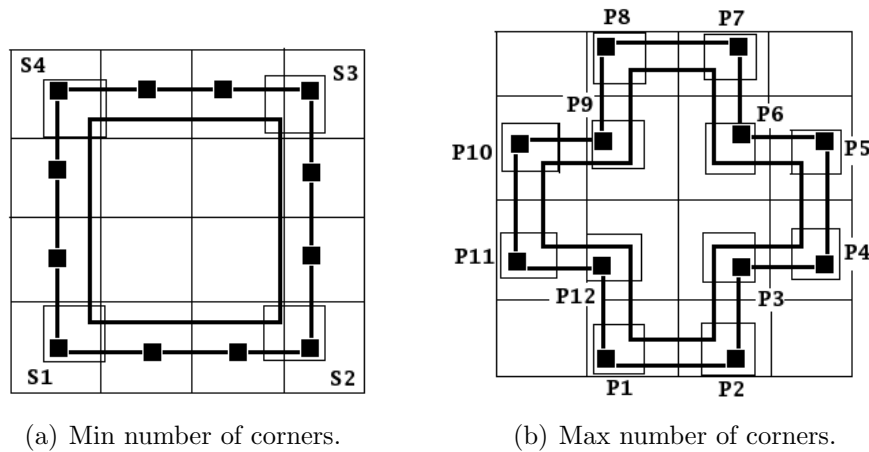 S4
S3
S1
S2
P8
P7
P9
P6
P10
P5
P11
P4
P12
P3
P1
P2
(a) Min number of corners.
(b) Max number of corners.